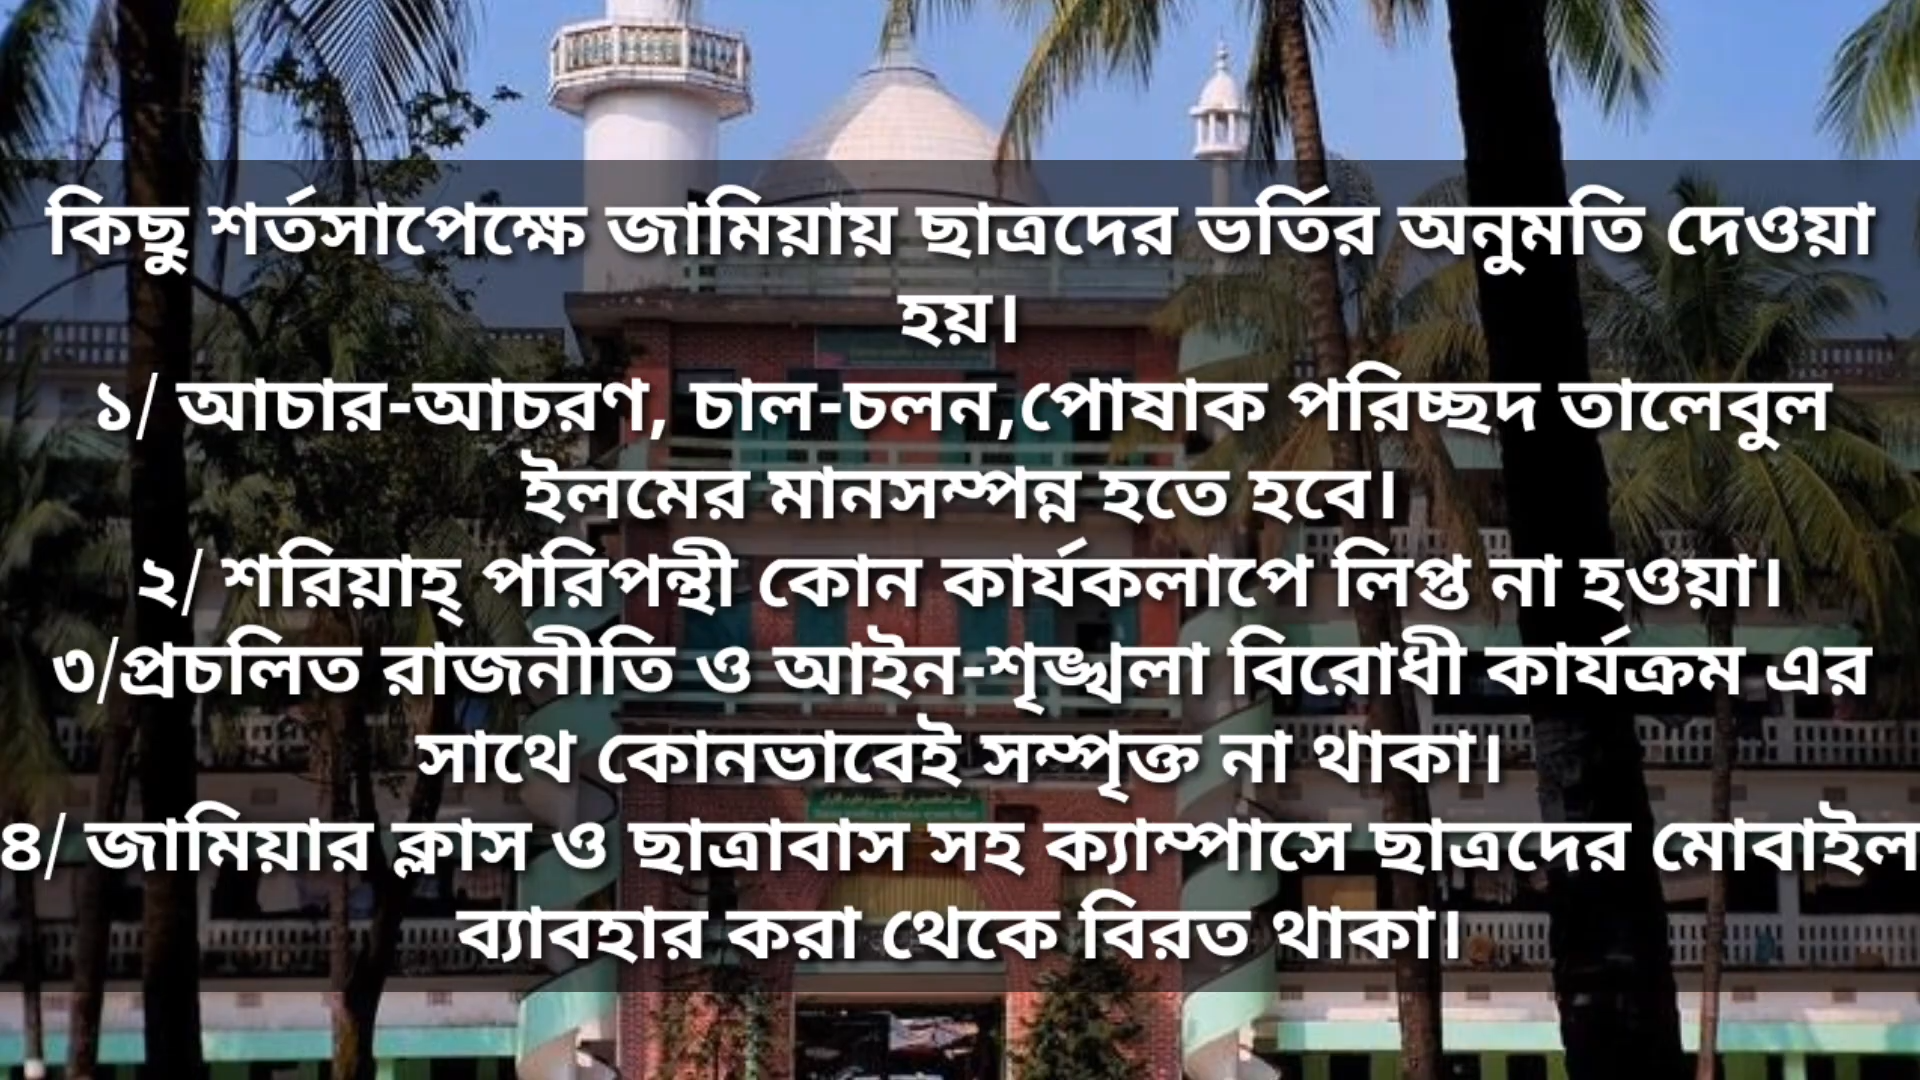 কিছু শর্তসাপেক্ষে জামিয়ায় ছাত্রদের ভর্তির অনুমতি দেওয়া
হয়।
১/ আচার-আচরণ, চাল-চলন,পোষাক পরিচ্ছদ তালেবুল
ইলমের মানসম্পন্ন হতে হবে।
২/ শরিয়াহ্ পরিপন্থী কোন কার্যকলাপে লিপ্ত না হওয়া।
৩/প্রচলিত রাজনীতি ও আইন-শৃঙ্খলা বিরোধী কার্যক্রম এর
সাথে কোনভাবেই সম্পৃক্ত না থাকা।
৪/ জামিয়ার ক্লাস ও ছাত্রাবাস সহ ক্যাম্পাসে ছাত্রদের মোবাইল
ব্যাবহার করা থেকে বিরত থাকা।